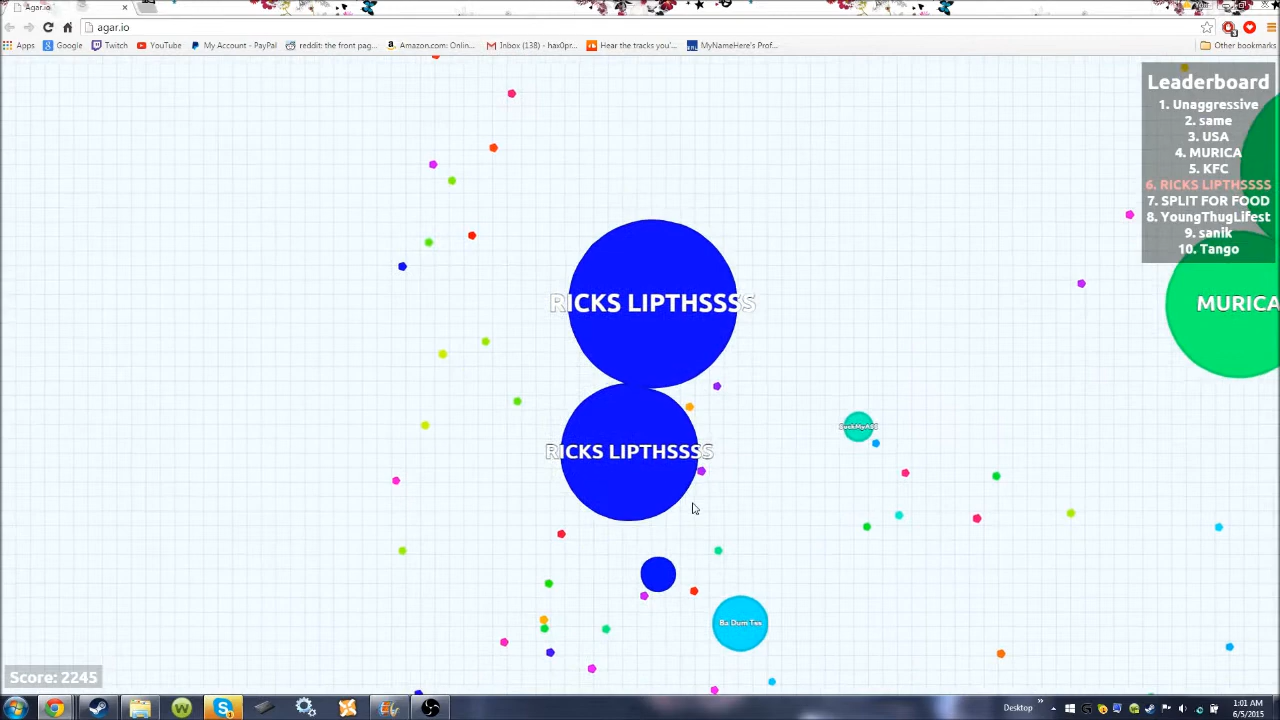 Agar.io
agar.io
Apps Google Twitch YouTube My Account - PayPal reddit: the front pag... Amazon.com: Onlin... Inbox (138) - hax0pr... Hear the tracks you'... MyNameHere's Prof... Other bookmarks
Leaderboard
1. Unaggressive
2. same
3. USA
4. MURICA
5. KFC
6. RICKS LIPTHSSSS
7. SPLIT FOR FOOD
8. YoungThugLifest
9. sanik
10. Tango
RICKS LIPTHSSSS
MURICA
RICKS LIPTHSSSS
Ba Dum Tss
Score: 2245
Desktop
1:01 AM
6/5/2015